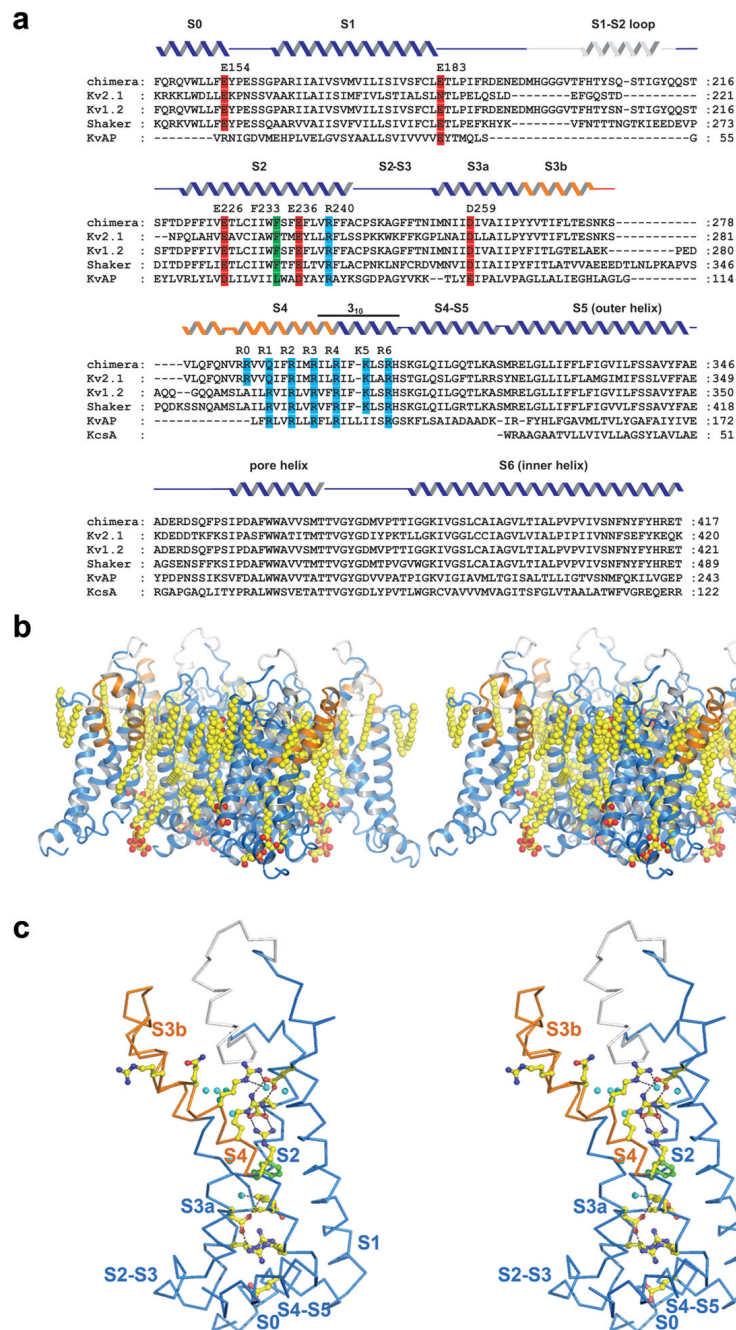 a
S0 S1 S1-S2 loop
E154 E183
chimera: FQRQVWLLFEYPESSGPARIIAIVSVMVILISIVSFCLETLPIFRDENEDMHGGGVTFHTYSQ-STIGYQQST :216
Kv2.1 : KRKKLWDLLEKPNSSVAAKILAIISIMFIVLSTIALSLNTLPELQSLD--------EFGQSTD---------- :221
Kv1.2 : FQRQVWLLFEYPESSGPARIIAIVSVMVILISIVSFCLETLPIFRDENEDMHGGGVTFHTYSQ-STIGYQQST :216
Shaker : KQRKVWLLFEYPESSQAARVVAIISVFVILLSIVIFCLETLPEFKHYK------VFNTTTNGTKIEEDEVP :273
KvAP : ---------VRNIGDVMEHPLVELGVSYAALLSVIVVVVEYTMQLS----------------------------G : 55
S2 S2-S3 S3a S3b
E226 F233 E236 R240 D259
chimera: SFTDPFFIVETLCIIWFSFEFLVRFFACPSKAGFFTNIMNIIDIVAIIPYYVTIFLTESNKS----------- :278
Kv2.1 : --NPQLAHVEAVCIAWFTMEYLLRFLSSPKKWKFFKGPLNAIDLLAILPYYVTIFLTESNKS----------- :281
Kv1.2 : SFTDPFFIVETLCIIWFSFEFLVRFFACPSKAGFFTNIMNIIDIVAIIPYFITLGTELAEK--------PED :280
Shaker : DITDPFFLIETLCIIWFTFELTVRFLACPNKLNFCRDVMNVIDIIAIIPYFITLATVVAEEEDTLNLPKAPVS :346
KvAP : EYLVRLYLVDLILVIILWADYAYRAYKSGDPAGYVKK--TLYEIPALVPAGLLALIEGHLAG----------- :114
S4 3₁₀ S4-S5 S5 (outer helix)
R0 R1 R2 R3 R4 K5 R6
chimera: ----VLQFQNVRRVVQIFRIMRILRIF-KLSRHSKGLQILGQTLKASMRELGLLIFFLFIGVILFSSAVYFAE :346
Kv2.1 : ----VLQFQNVRRVVQIFRIMRILRIL-KLARHSTGLQSLGFTLRRSYNELGLLILFLAMGIMIFSSLVFFAE :349
Kv1.2 : AQQ--GQQAMSLAILRVIRLVRVFRIF-KLSRHSKGLQILGQTLKASMRELGLLIFFLFIGVILFSSAVYFAE :350
Shaker : PQDKSSNQAMSLAILRVIRLVRVFRIF-KLSRHSKGLQILGRTLKASMRELGLLIFFLFIGVVLFSSAVYFAE :418
KvAP : -----------LFRLVRLLRFLRILLIISRGSKFLSAIADAADK-IR-FYHLFGAVMLTVLYGAFAIYIVE :172
KcsA : -WRAAGAATVLLVIVLLAGSYLAVLAE : 51
pore helix S6 (inner helix)
chimera: ADERDSQFPSIPDAFWWAVVSMTTVGYGDMVPTTIGGKIVGSLCAIAGVLTIALPVPVIVSNFNYFYHRET :417
Kv2.1 : KDEDDTKFKSIPASFWWATITMTTVGYGDIYPKTLLGKIVGGLCCIAGVLVIALPIPIIVNNFSEFYKEQK :420
Kv1.2 : ADERDSQFPSIPDAFWWAVVSMTTVGYGDMVPTTIGGKIVGSLCAIAGVLTIALPVPVIVSNFNYFYHRET :421
Shaker : AGSENSFFKSIPDAFWWAVVTMTTVGYGDMTPVGVWGKIVGSLCAIAGVLTIALPVPVIVSNFNYFYHRET :489
KvAP : YPDPNSSIKSVFDALWWAVVTATTVGYGDVVPATPIGKVIGIAVMLTGISALTLLIGTVSNMFQKILVGEP :243
KcsA : RGAPGAQLITYPRALWWSVETATTVGYGDLYPVTLWGRCVAVVVMVAGITSFGLVTAALATWFVGREQERR :122
b
c
S3b S3b
S4 S2 S4 S2
S3a S3a
S1 S1
S2-S3 S2-S3
S4-S5 S4-S5
S0 S0